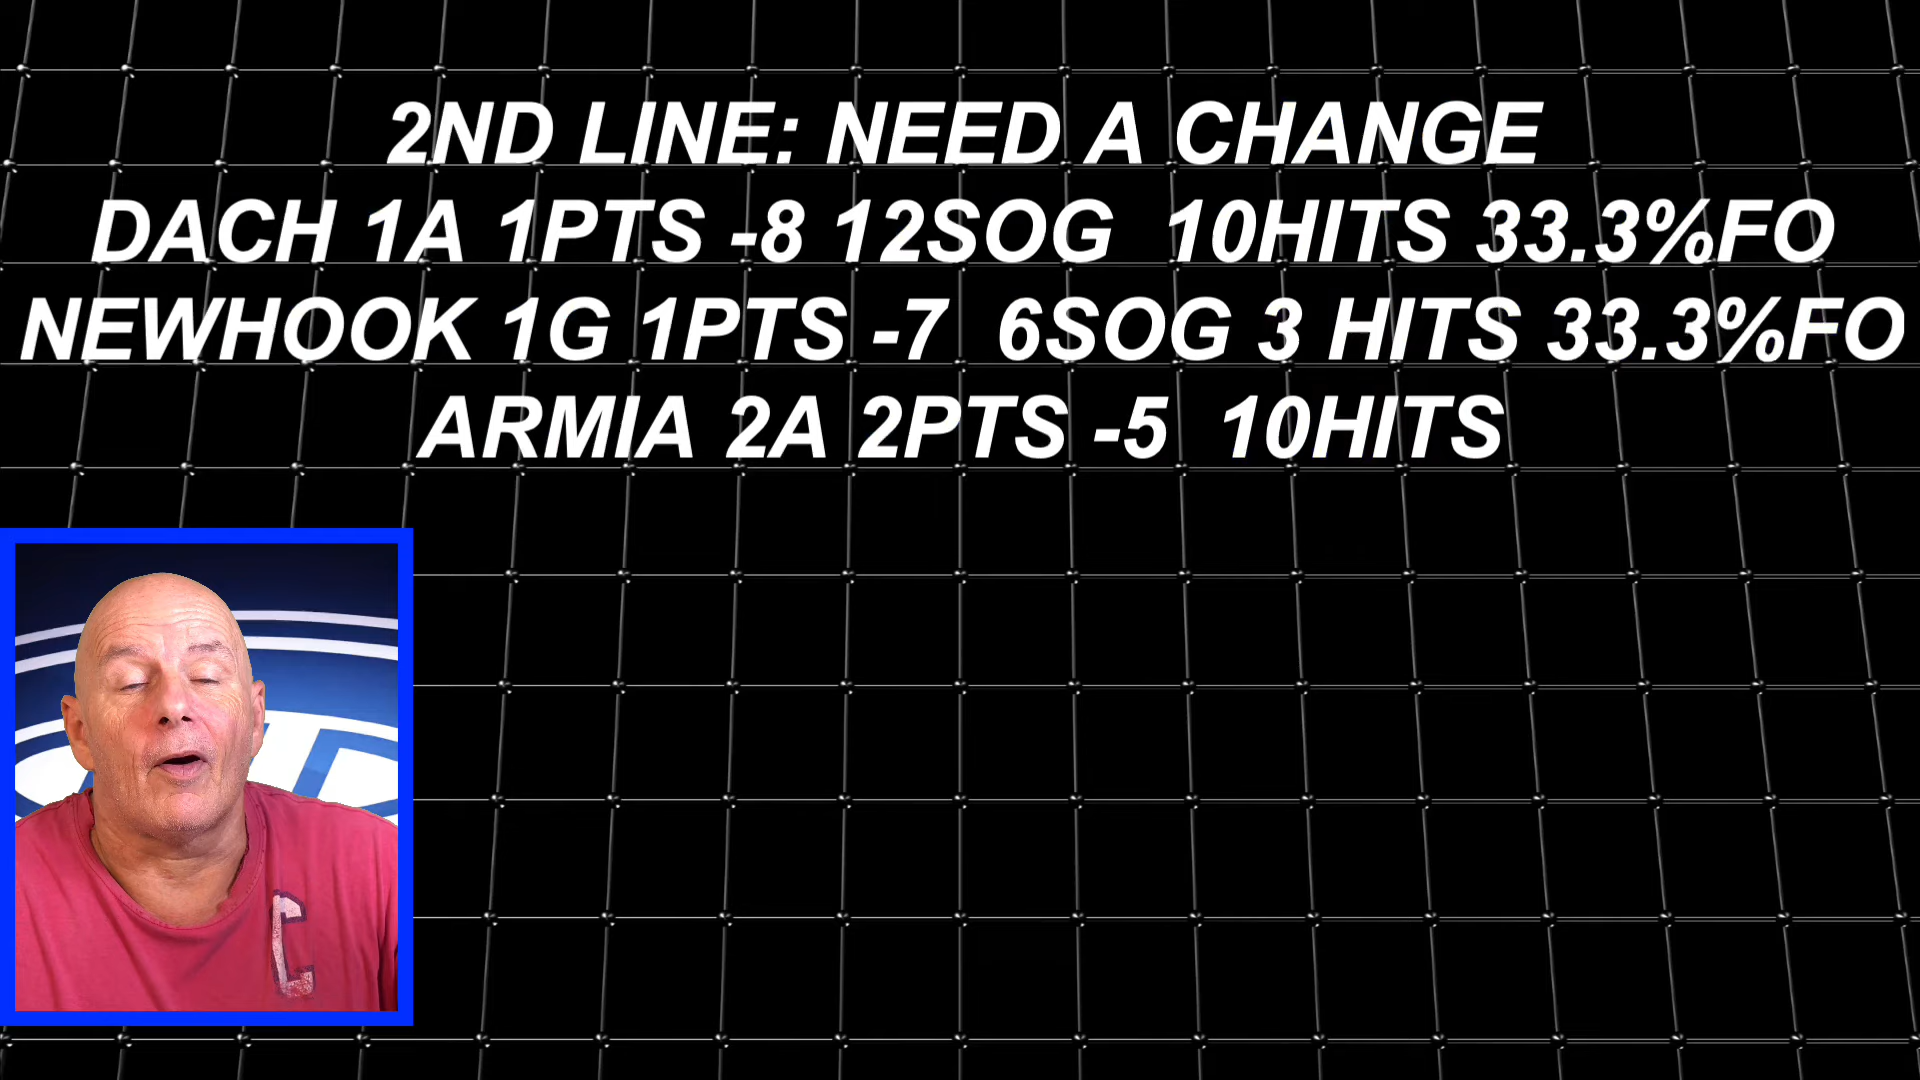 2ND LINE: NEED A CHANGE
DACH 1A 1PTS -8 12SOG 10HITS 33.3%FO
NEWHOOK 1G 1PTS -7 6SOG 3 HITS 33.3%FO
ARMIA 2A 2PTS -5 10HITS
C